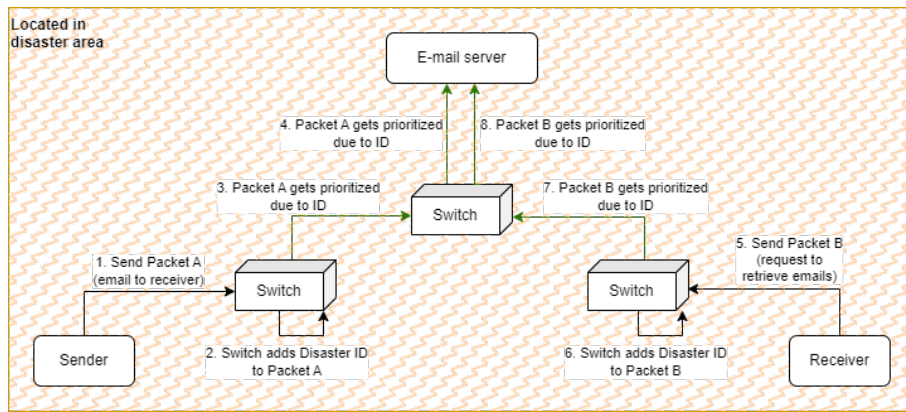 Located in
disaster area
E-mail server
4. Packet A gets prioritized
due to ID
8. Packet B gets prioritized
due to ID
3. Packet A gets prioritized
due to ID
7. Packet B gets prioritized
due to ID
Switch
1. Send Packet A
(email to receiver)
5. Send Packet B
(request to
retrieve emails)
Switch
Switch
Sender
2. Switch adds Disaster ID
to Packet A
6. Switch adds Disaster ID
to Packet B
Receiver